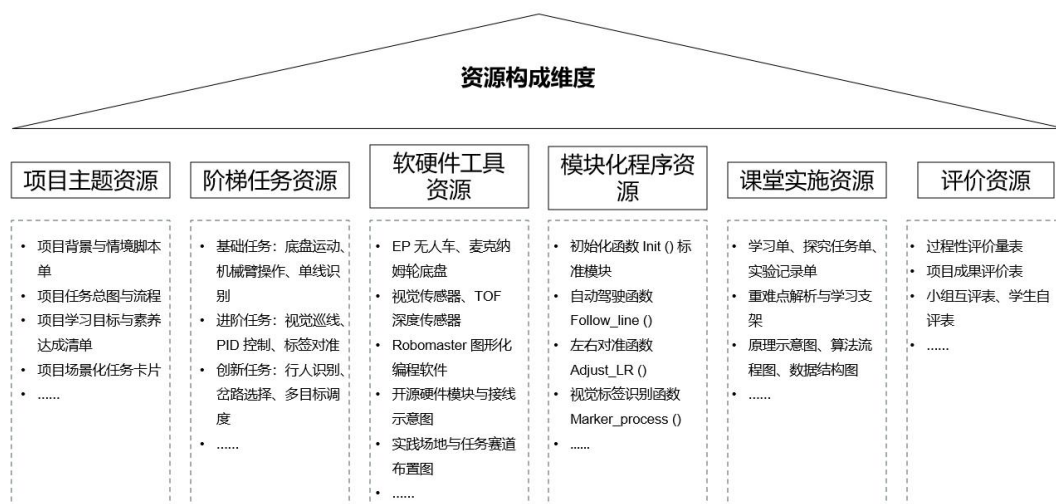 资源构成维度
项目主题资源
• 项目背景与情境脚本
单
• 项目任务总图与流程
• 项目学习目标与素养
达成清单
• 项目场景化任务卡片
• ......
阶梯任务资源
• 基础任务：底盘运动、
机械臂操作、单线识
别
• 进阶任务：视觉巡线、
PID 控制、标签对准
• 创新任务：行人识别、
岔路选择、多目标调
度
• ......
软硬件工具
资源
• EP 无人车、麦克纳
姆轮底盘
• 视觉传感器、TOF
深度传感器
• Robomaster 图形化
编程软件
• 开源硬件模块与接线
示意图
• 实践场地与任务赛道
布置图
• ......
模块化程序资
源
• 初始化函数 Init () 标
准模块
• 自动驾驶函数
Follow_line ()
• 左右对准函数
Adjust_LR ()
• 视觉标签识别函数
Marker_process ()
• ......
课堂实施资源
• 学习单、探究任务单、
实验记录单
• 重难点解析与学习支
架
• 原理示意图、算法流
程图、数据结构图
• ......
评价资源
• 过程性评价量表
• 项目成果评价表
• 小组互评表、学生自
评表
• ......